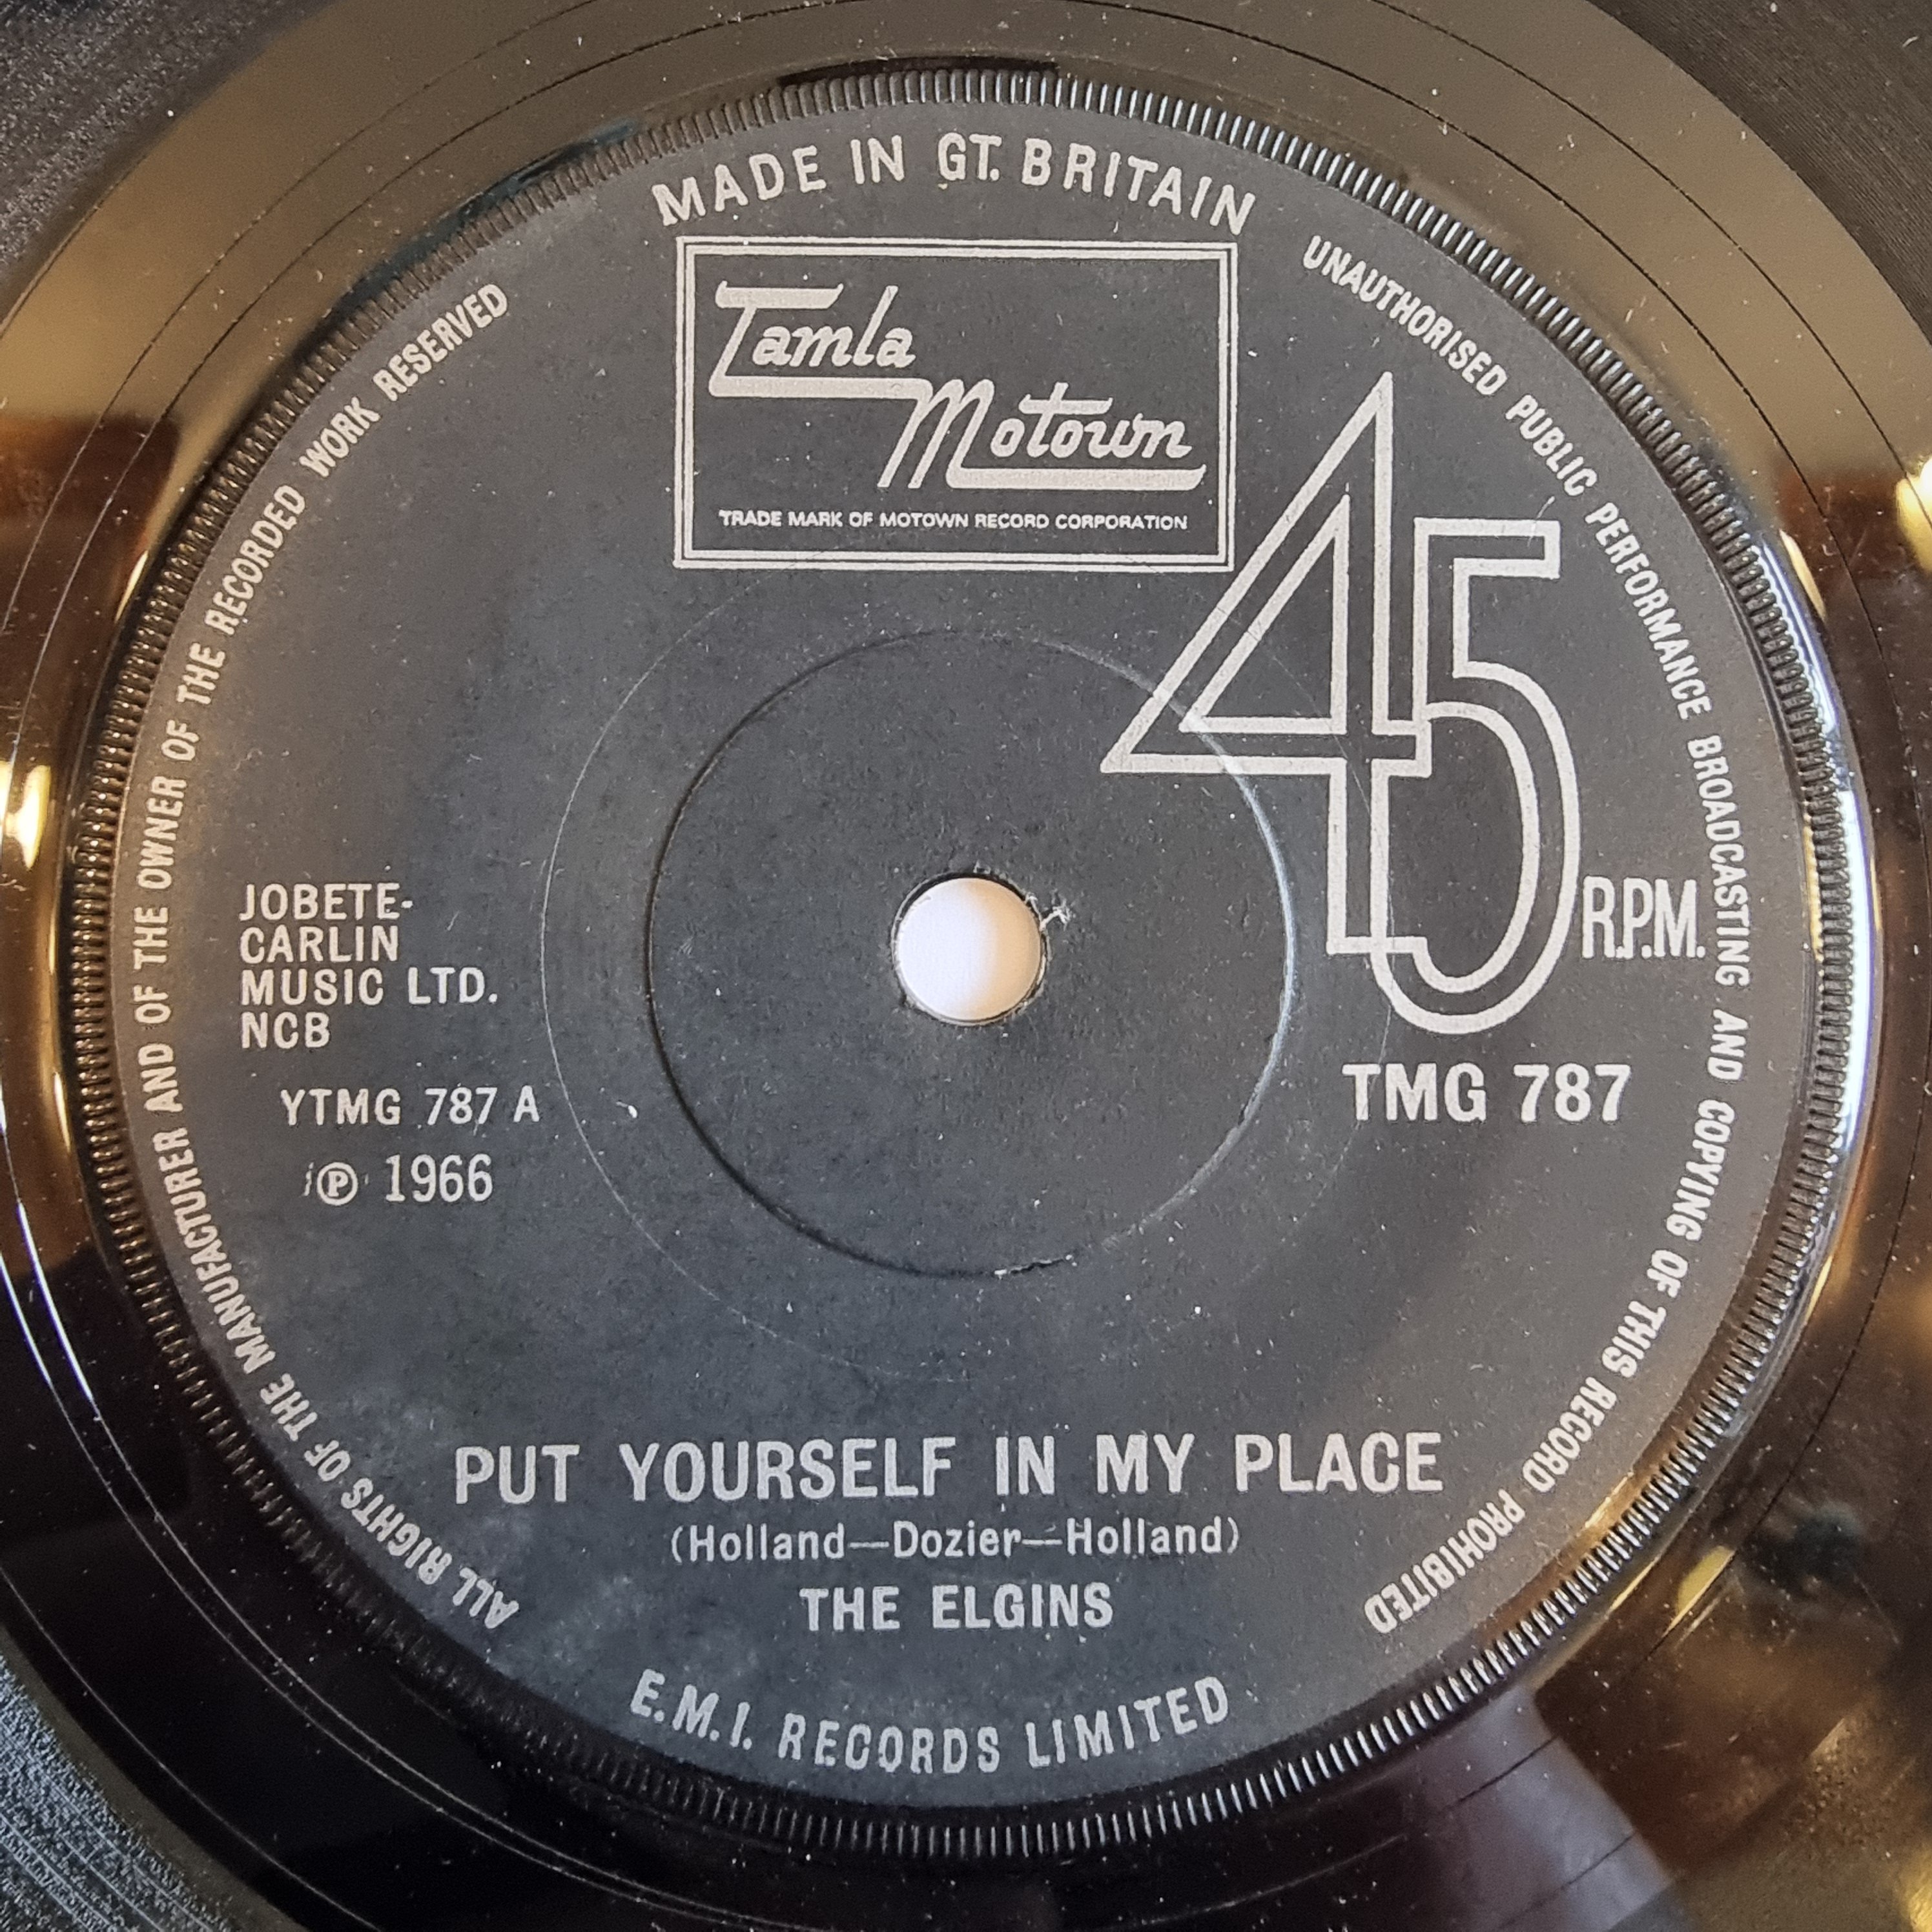 MADE IN GT. BRITAIN
Tamla
Motown
TRADE MARK OF MOTOWN RECORD CORPORATION
ALL RIGHTS OF THE MANUFACTURER AND OF THE OWNER OF THE RECORDED WORK RESERVED
UNAUTHORISED PUBLIC PERFORMANCE BROADCASTING AND COPYING OF THIS RECORD PROHIBITED
45
R.P.M.
JOBETE-
CARLIN
MUSIC LTD.
NCB
YTMG 787 A
℗ 1966
TMG 787
PUT YOURSELF IN MY PLACE
(Holland—Dozier—Holland)
THE ELGINS
E.M.I. RECORDS LIMITED